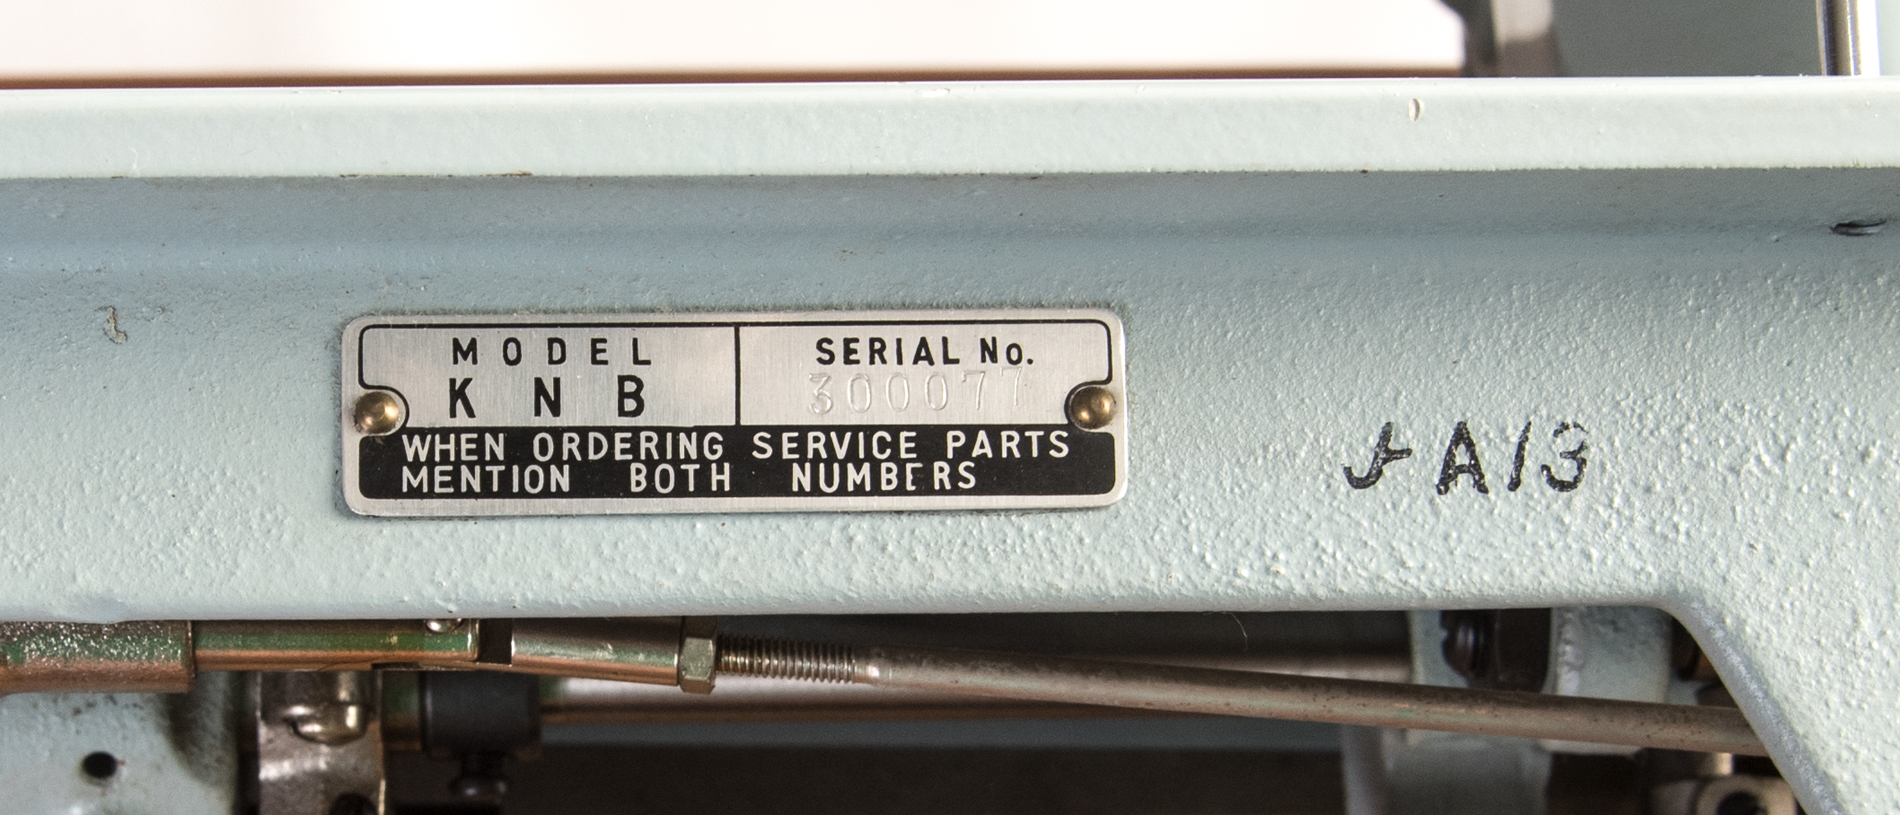 MODEL
KNB
SERIAL No.
300077
WHEN ORDERING SERVICE PARTS
MENTION BOTH NUMBERS
A13